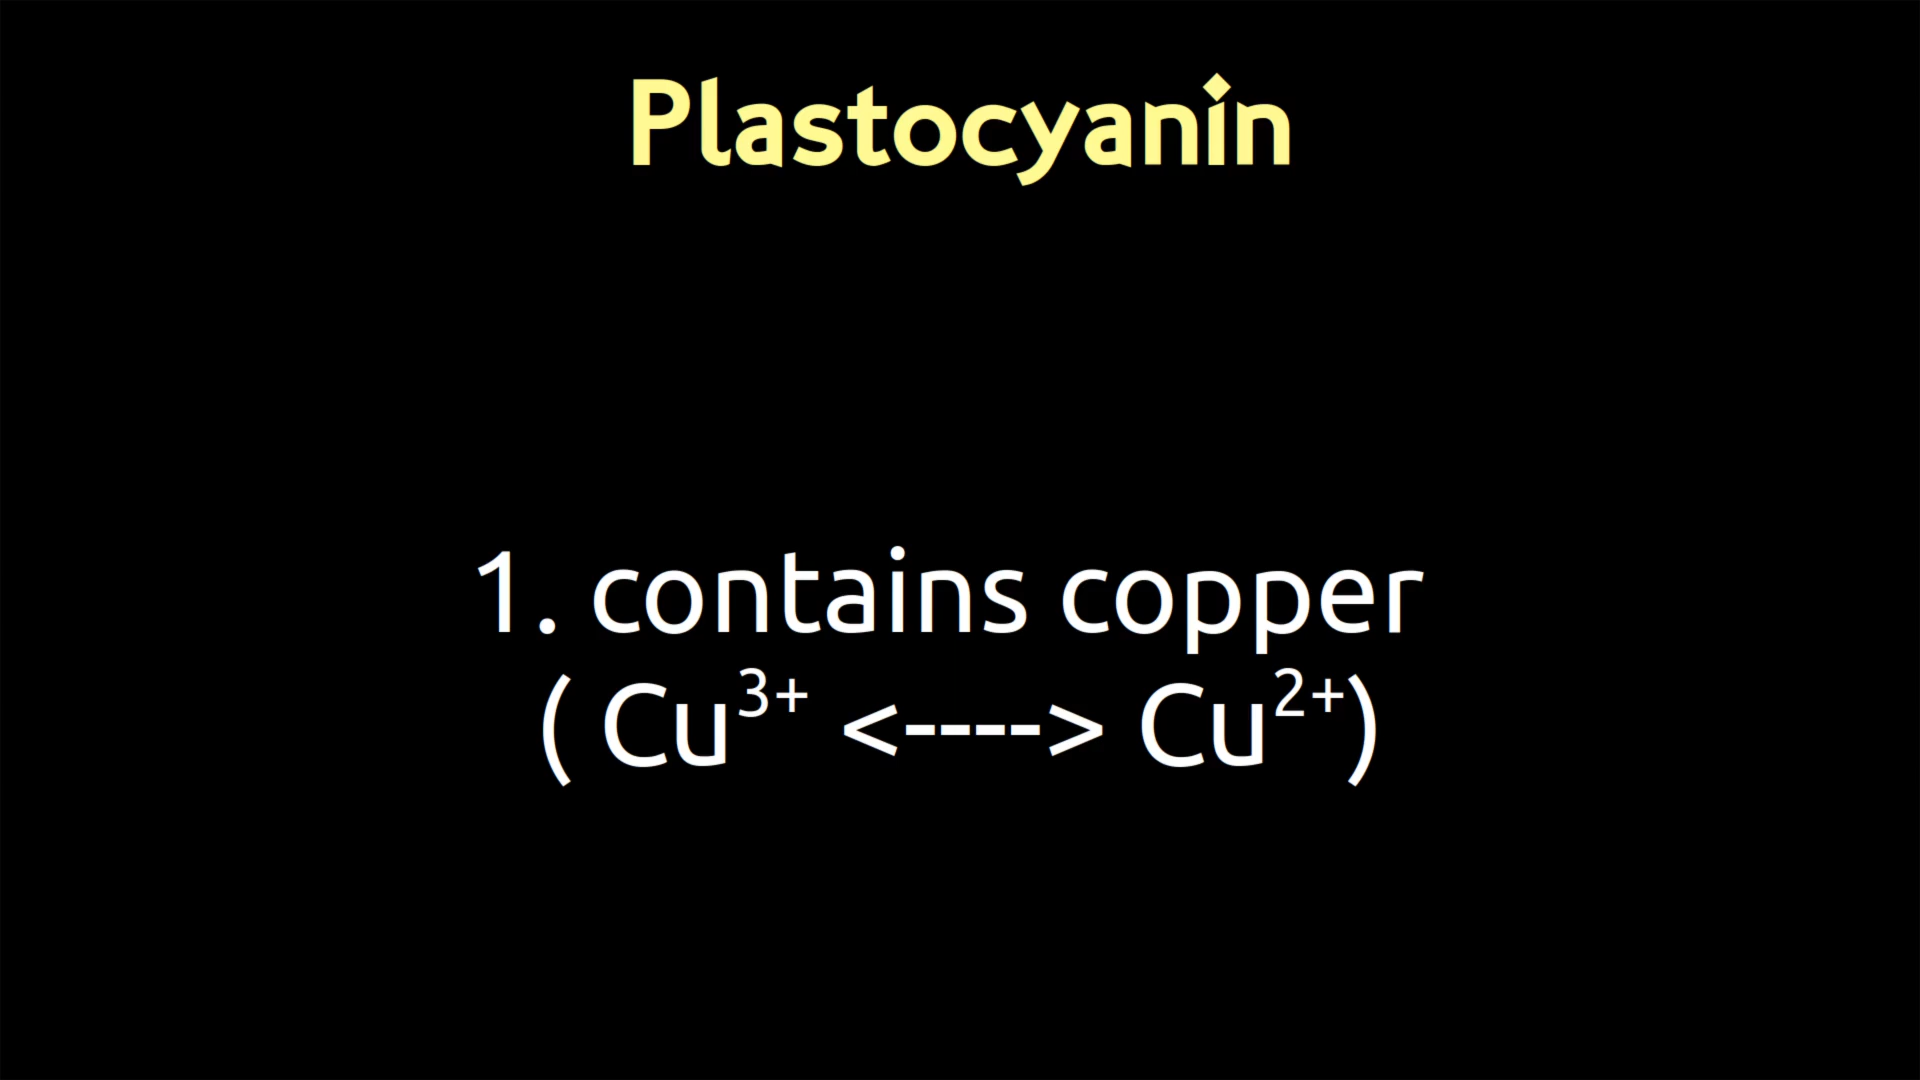 Plastocyanin
1. contains copper
( Cu³⁺ <----> Cu²⁺)